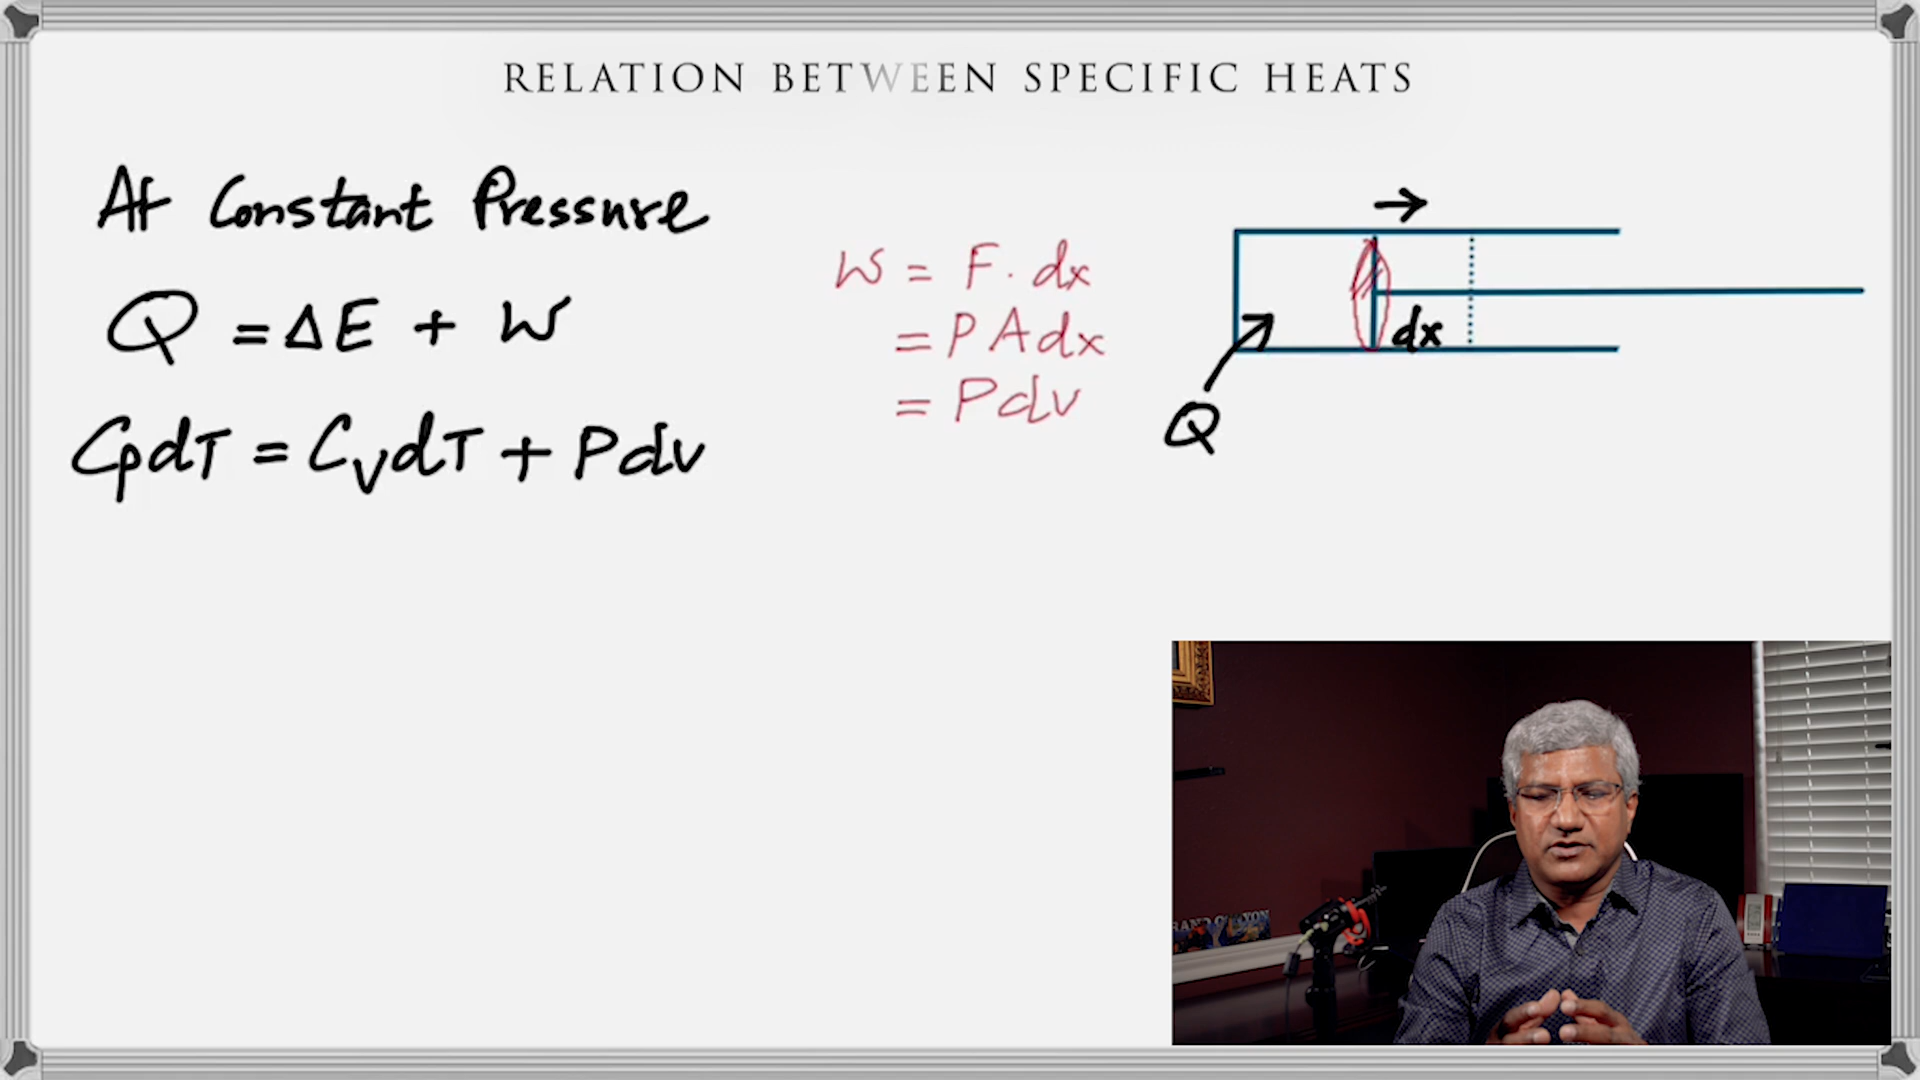 RELATION BETWEEN SPECIFIC HEATS
At Constant Pressure
Q = ΔE + W
CpdT = CvdT + Pdv
W = F. dx
= P A dx
= Pdv
dx
Q